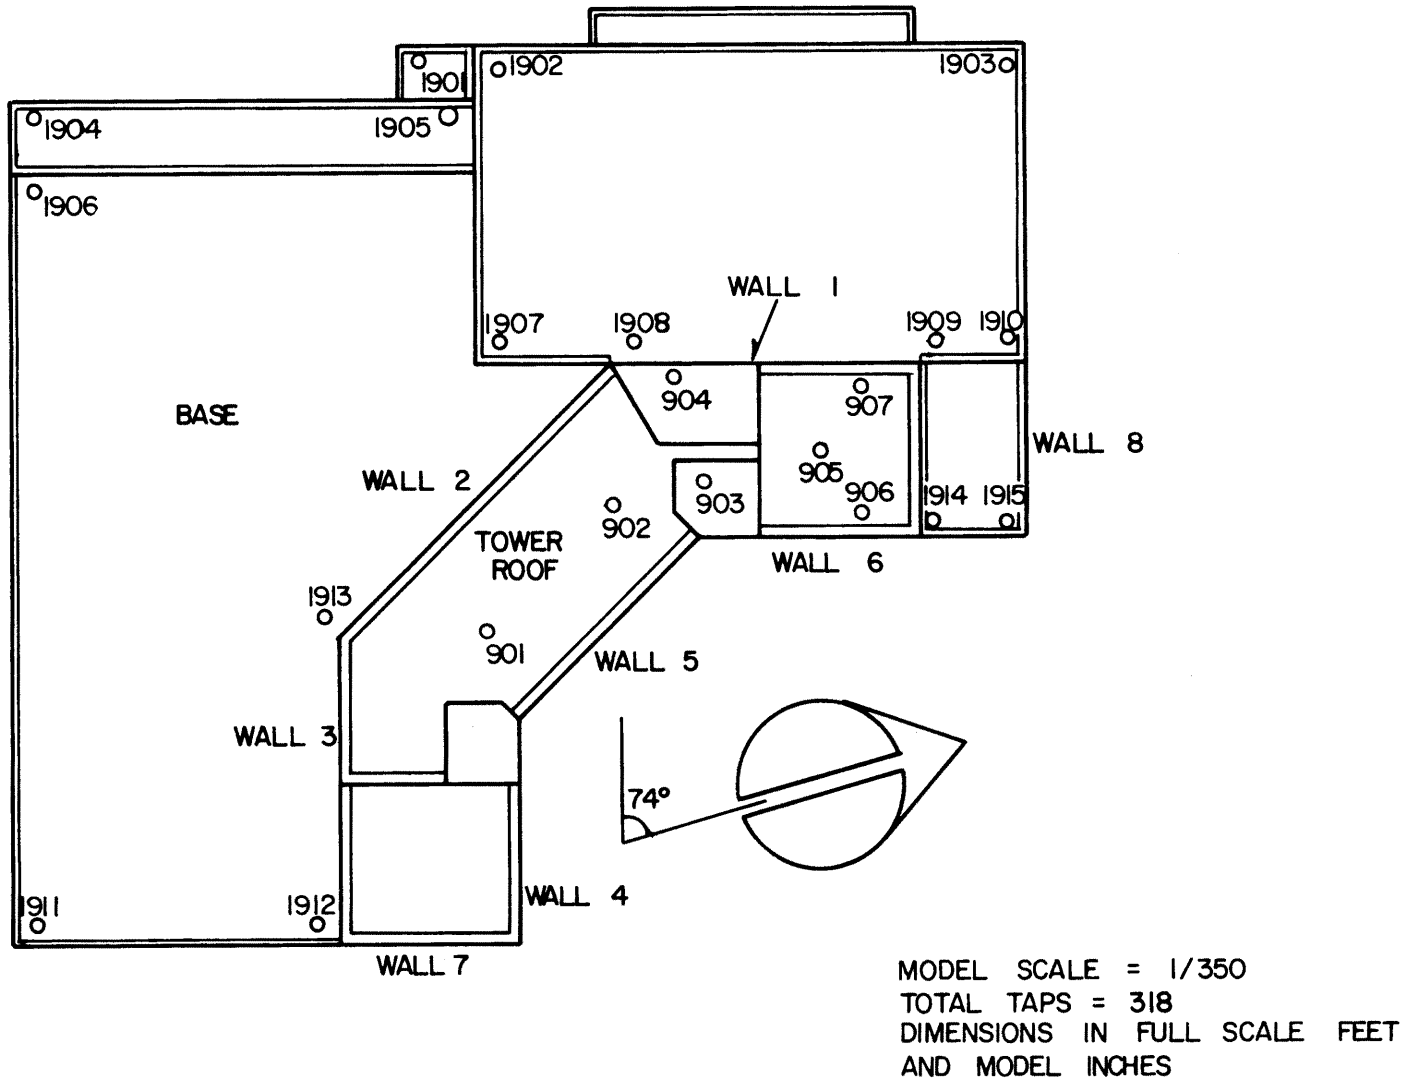 1902
1903
1901
1904
1905
1906
WALL 1
1907
1908
1909
1910
904
907
BASE
WALL 8
WALL 2
905
906
903
1914
1915
902
TOWER
ROOF
WALL 6
1913
901
WALL 5
WALL 3
74°
1911
1912
WALL 4
WALL 7
MODEL SCALE = 1/350
TOTAL TAPS = 318
DIMENSIONS IN FULL SCALE FEET
AND MODEL INCHES